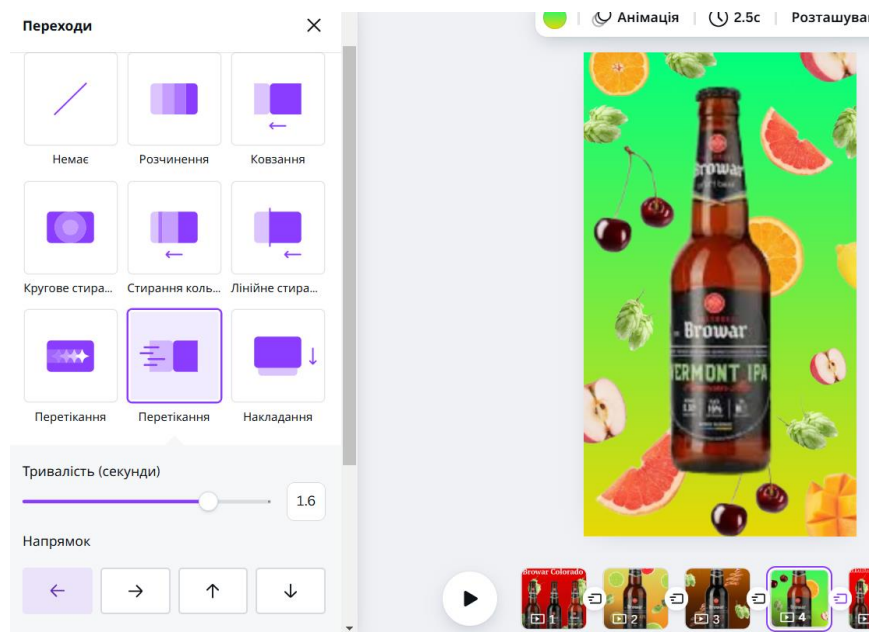 Переходи
Анімація
2.5с
Розташува
Немає
Розчинення
Ковзання
Кругове стира...
Стирання коль...
Лінійне стира...
Перетікання
Перетікання
Накладання
Тривалість (секунди)
1.6
Напрямок
Browar
Browar
VERMONT IPA
Browar Colorado
1
2
3
4